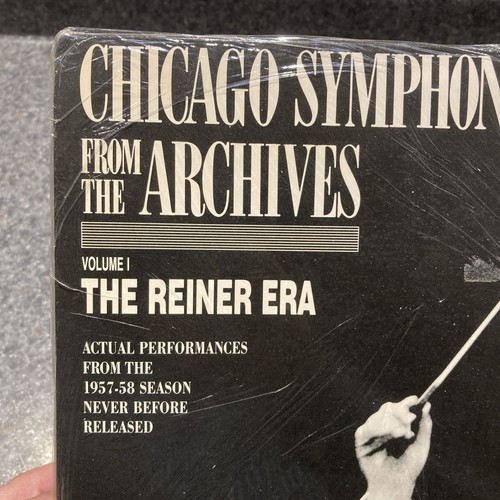 CHICAGO SYMPHON
FROM THE ARCHIVES
VOLUME I
THE REINER ERA
ACTUAL PERFORMANCES
FROM THE
1957-58 SEASON
NEVER BEFORE
RELEASED